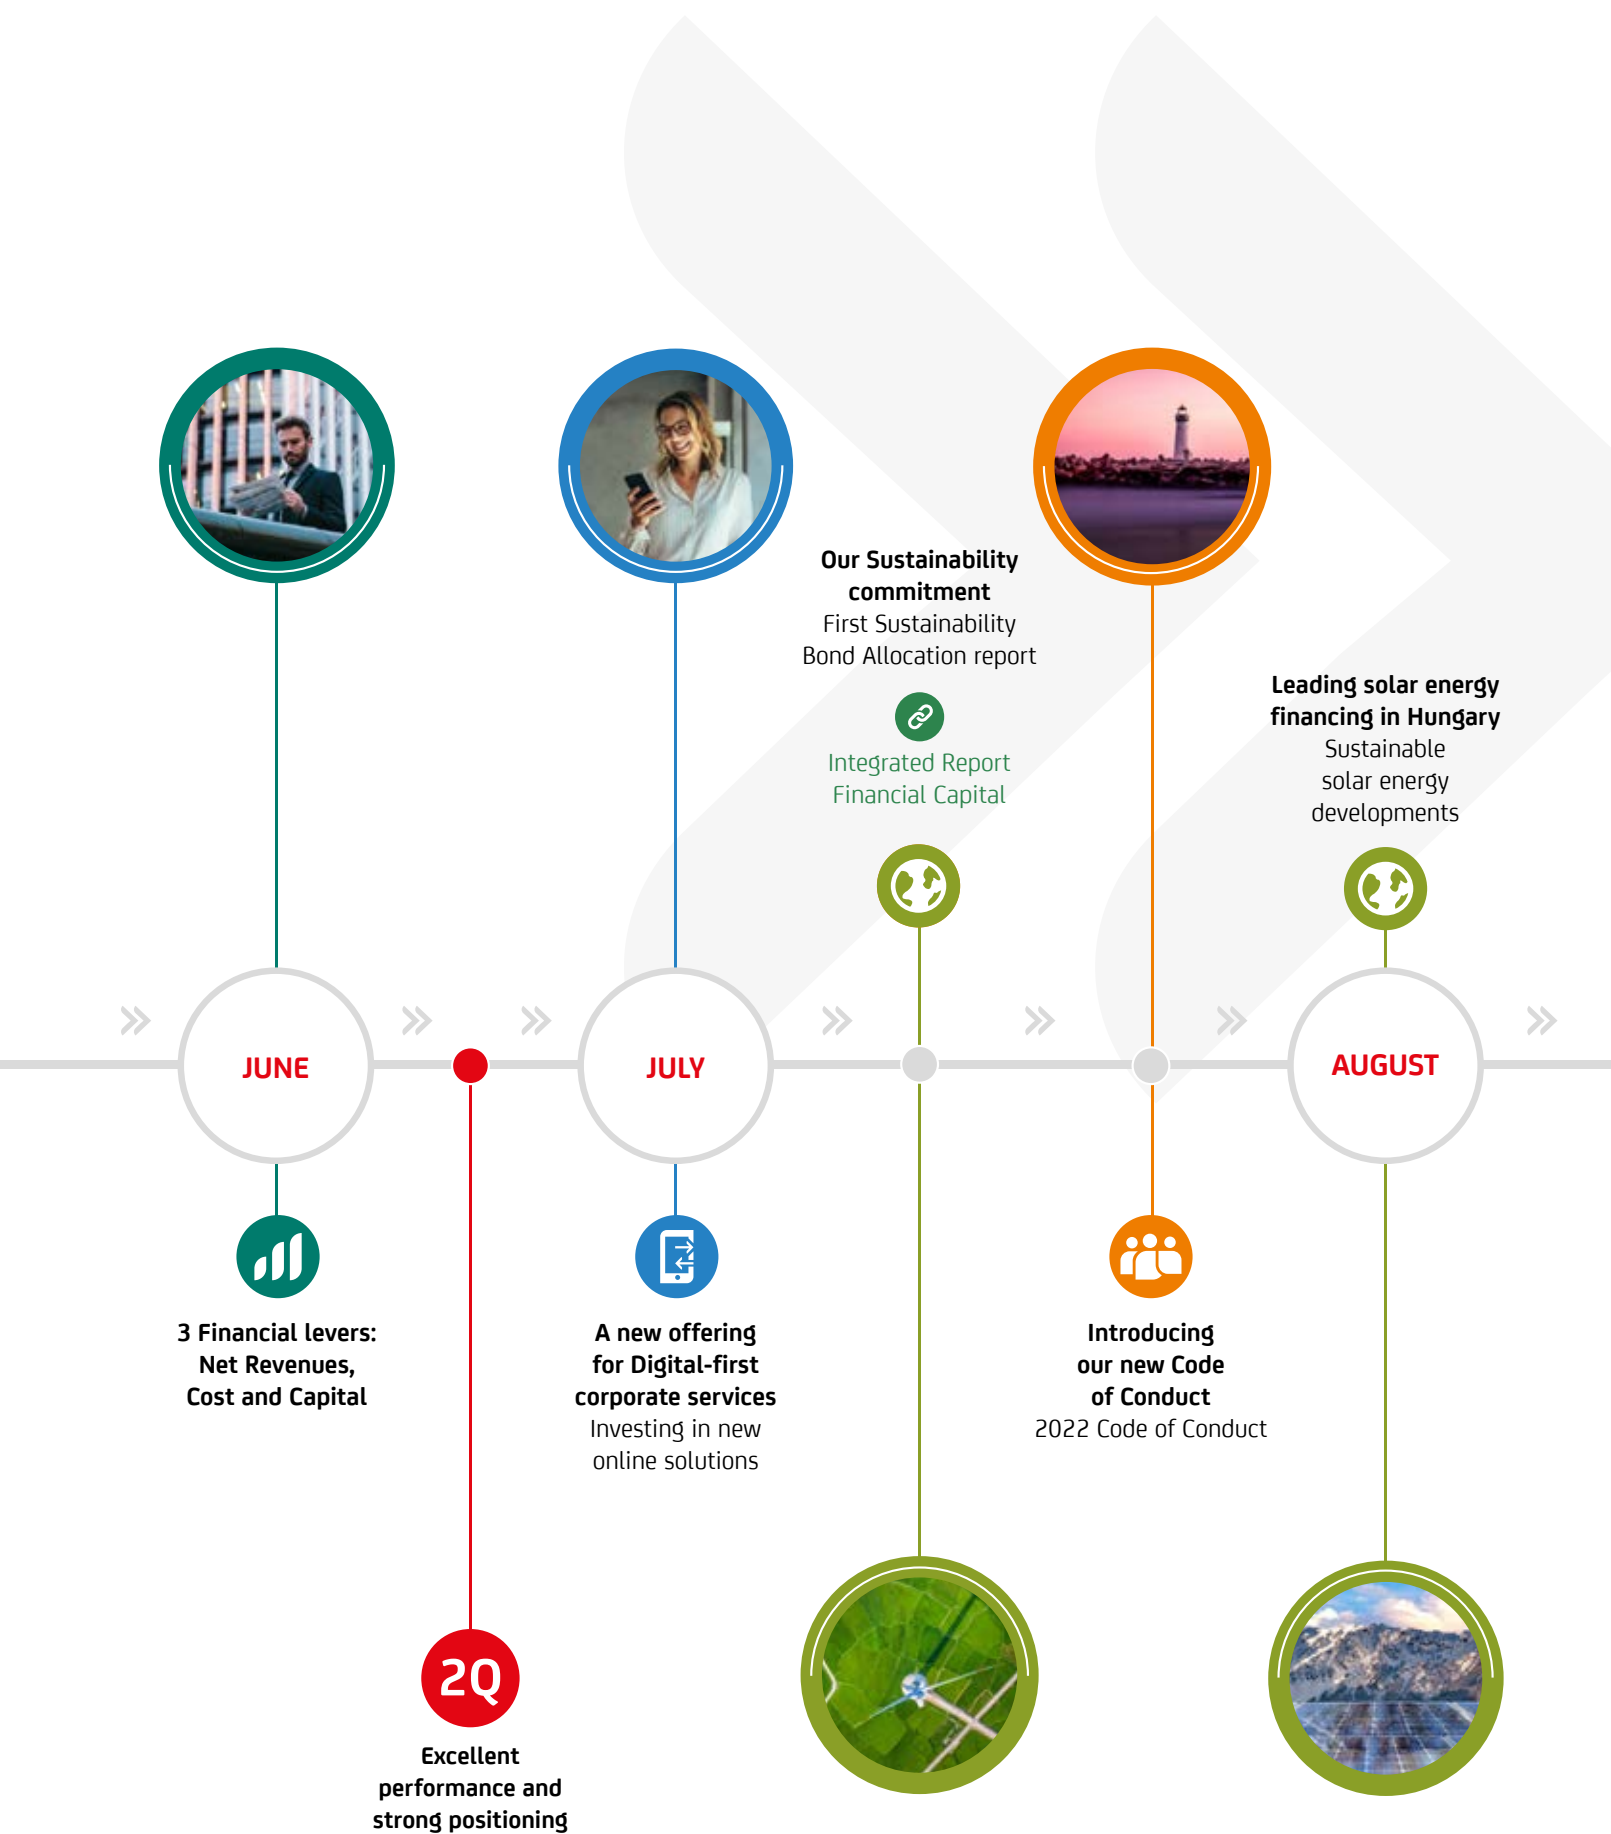 Our Sustainability
commitment
First Sustainability
Bond Allocation report
Integrated Report
Financial Capital
Leading solar energy
financing in Hungary
Sustainable
solar energy
developments
JUNE
JULY
AUGUST
3 Financial levers:
Net Revenues,
Cost and Capital
A new offering
for Digital-first
corporate services
Investing in new
online solutions
Introducing
our new Code
of Conduct
2022 Code of Conduct
2Q
Excellent
performance and
strong positioning